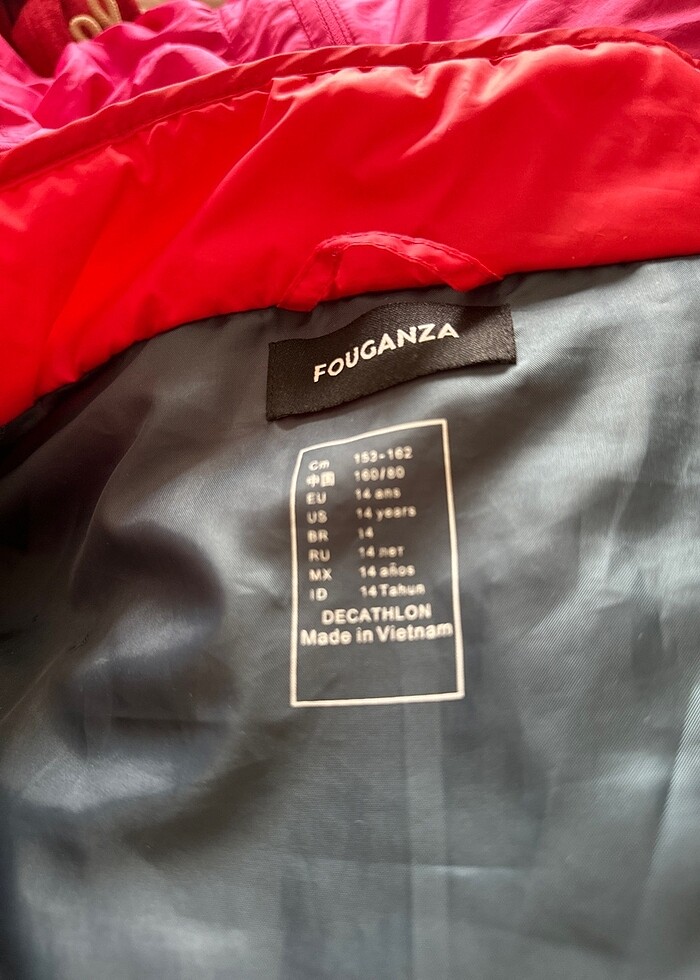 FOUGANZA
Cm 153-162
中国 160/80
EU 14 ans
US 14 years
BR 14
RU 14 лет
MX 14 años
ID 14 Tahun
DECATHLON
Made in Vietnam